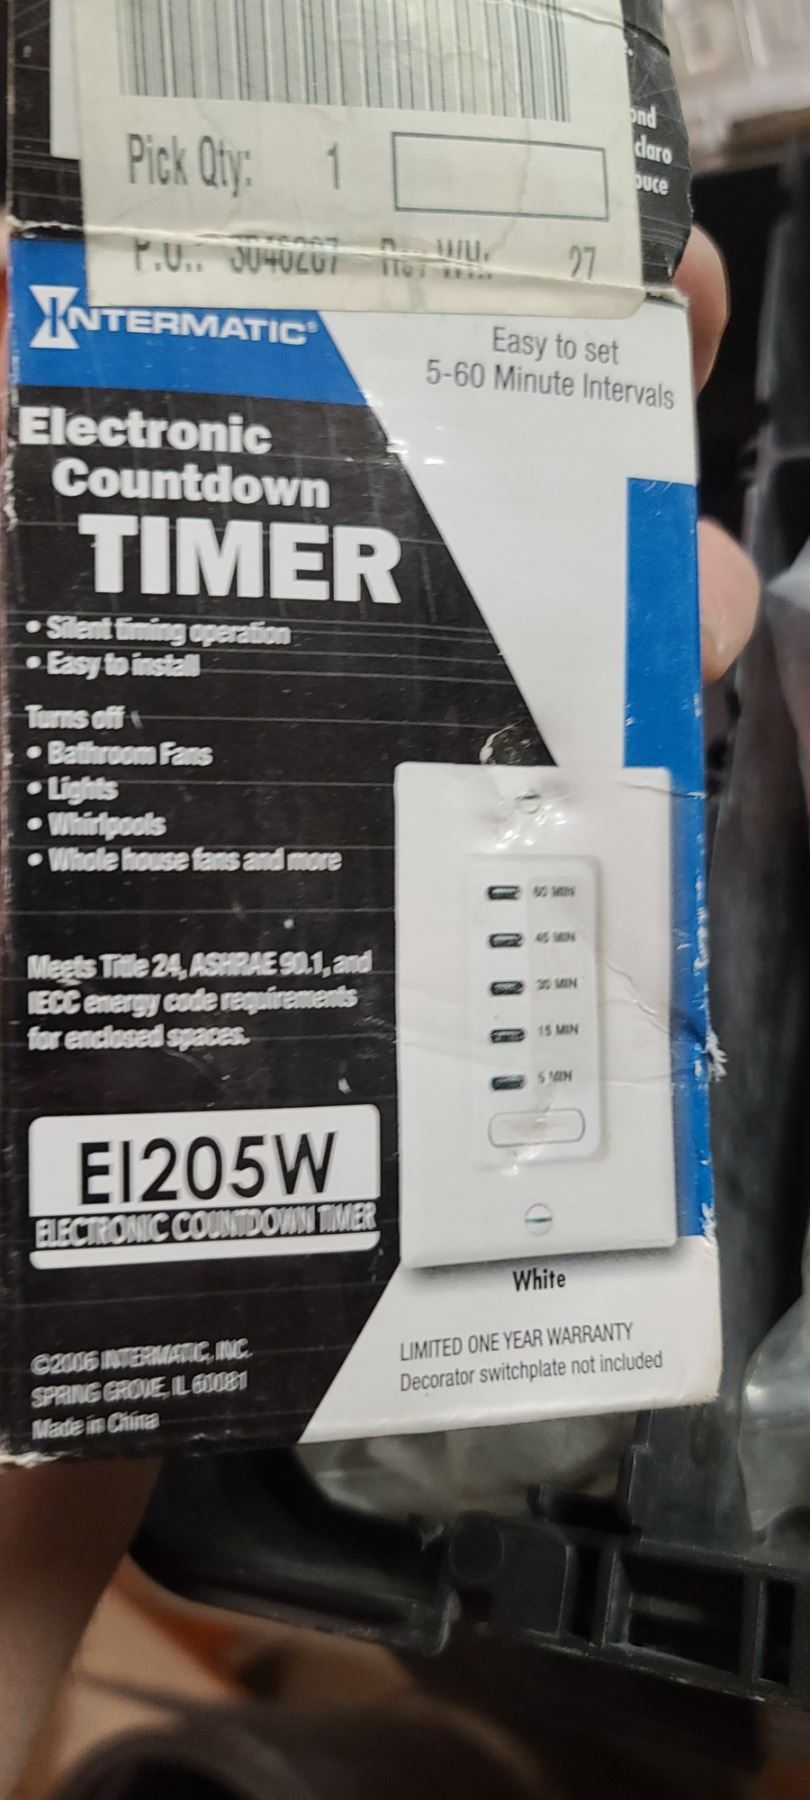 ond
claro
ouce
Pick Qty: 1
P.O.: 3046207 Rev WH: 27
INTERMATIC®
Easy to set
5-60 Minute Intervals
Electronic
Countdown
TIMER
• Silent timing operation
• Easy to install
Turns off
• Bathroom Fans
• Lights
• Whirlpools
• Whole house fans and more
Meets Title 24, ASHRAE 90.1, and
IECC energy code requirements
for enclosed spaces.
60 MIN
45 MIN
30 MIN
15 MIN
5 MIN
EI205W
ELECTRONIC COUNTDOWN TIMER
White
©2006 INTERMATIC, INC.
SPRING GROVE, IL 60081
Made in China
LIMITED ONE YEAR WARRANTY
Decorator switchplate not included